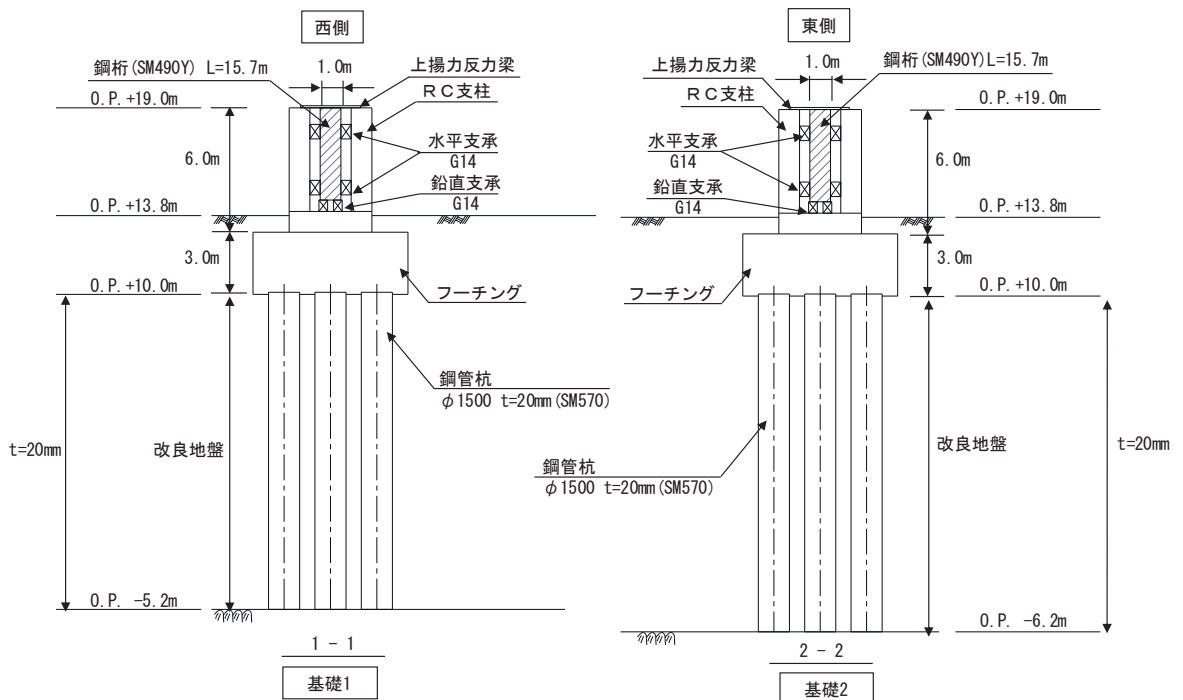 西側
鋼桁(SM490Y) L=15.7m
1.0m
上揚力反力梁
O.P.+19.0m
RC支柱
6.0m
水平支承
G14
鉛直支承
G14
O.P.+13.8m
3.0m
O.P.+10.0m
フーチング
鋼管杭
φ1500 t=20mm(SM570)
t=20mm
改良地盤
O.P. -5.2m
1 - 1
基礎1
東側
1.0m
鋼桁(SM490Y)L=15.7m
上揚力反力梁
RC支柱
O.P.+19.0m
水平支承
G14
6.0m
鉛直支承
G14
O.P.+13.8m
3.0m
フーチング
O.P.+10.0m
鋼管杭
φ1500 t=20mm(SM570)
改良地盤
t=20mm
O.P. -6.2m
2 - 2
基礎2